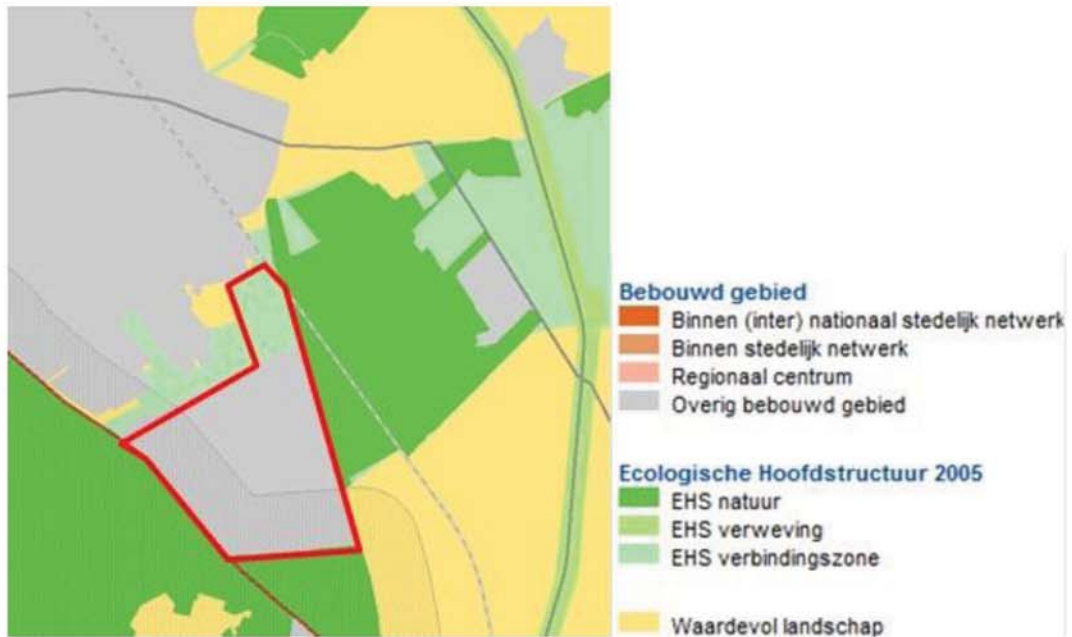 Bebouwd gebied
Binnen (inter) nationaal stedelijk netwerk
Binnen stedelijk netwerk
Regionaal centrum
Overig bebouwd gebied
Ecologische Hoofdstructuur 2005
EHS natuur
EHS verweving
EHS verbindingszone
Waardevol landschap